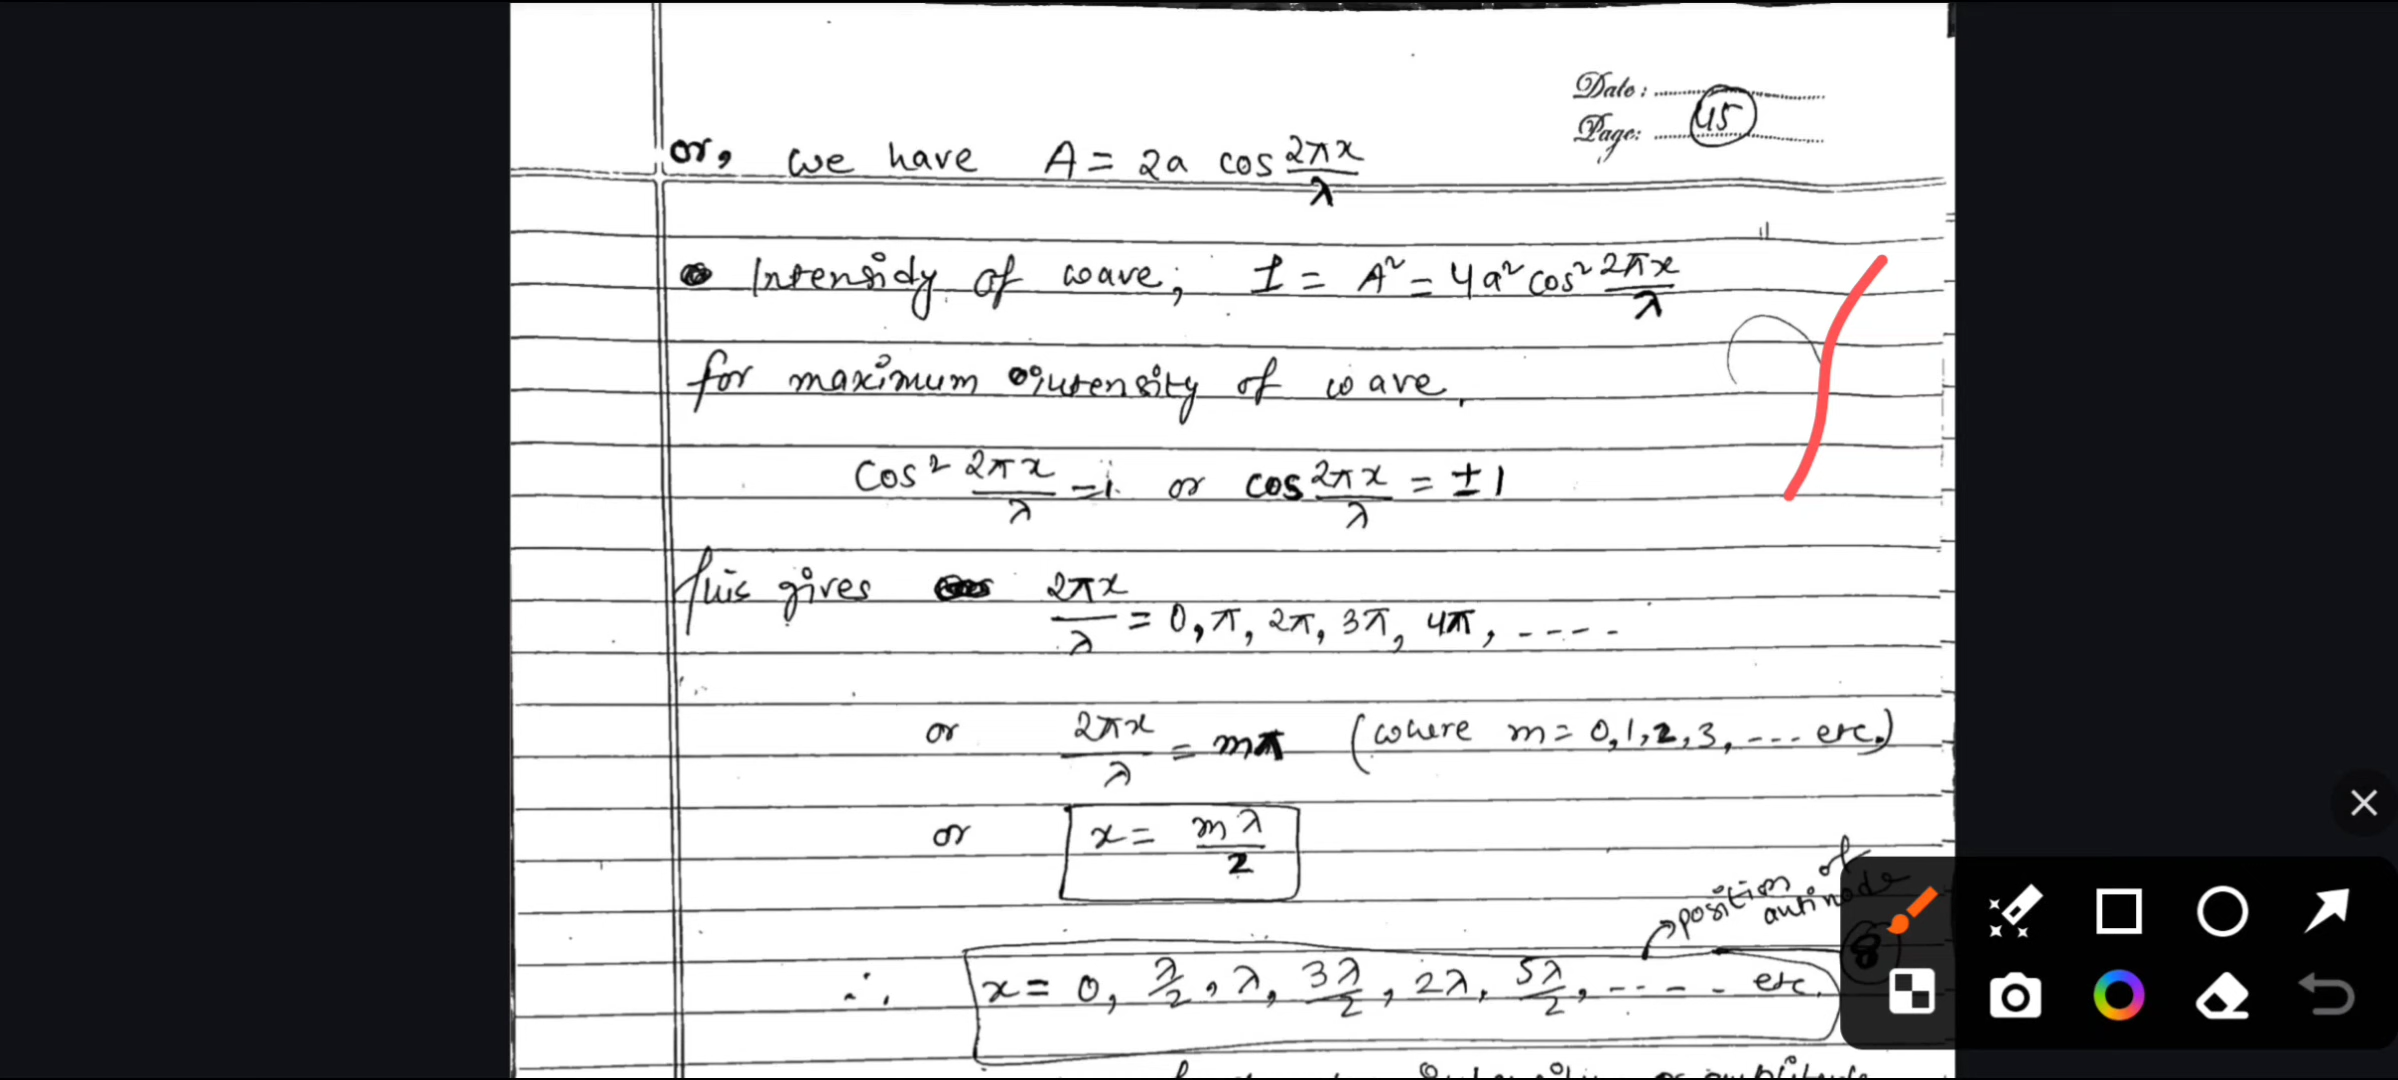 Date:
Page: 45
or, we have A = 2a cos 2πx/λ
Intensidy of wave; I = A² = 4a² cos² 2πx/λ
for maximum intensity of wave,
Cos² 2πx/λ = 1. or cos 2πx/λ = ±1
This gives 2πx/λ = 0, π, 2π, 3π, 4π, ----
or 2πx/λ = mπ (where m = 0,1,2,3, --- etc.)
or x = mλ/2
position of
antinode
∴ x = 0, λ/2, λ, 3λ/2, 2λ, 5λ/2, ----- etc. 8